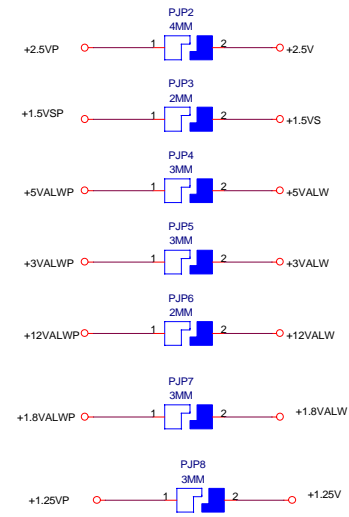 PJP2
4MM
+2.5VP 1 2 +2.5V
PJP3
2MM
+1.5VSP 1 2 +1.5VS
PJP4
3MM
+5VALWP 1 2 +5VALW
PJP5
3MM
+3VALWP 1 2 +3VALW
PJP6
2MM
+12VALWP 1 2 +12VALW
PJP7
3MM
+1.8VALWP 1 2 +1.8VALW
PJP8
3MM
+1.25VP 1 2 +1.25V